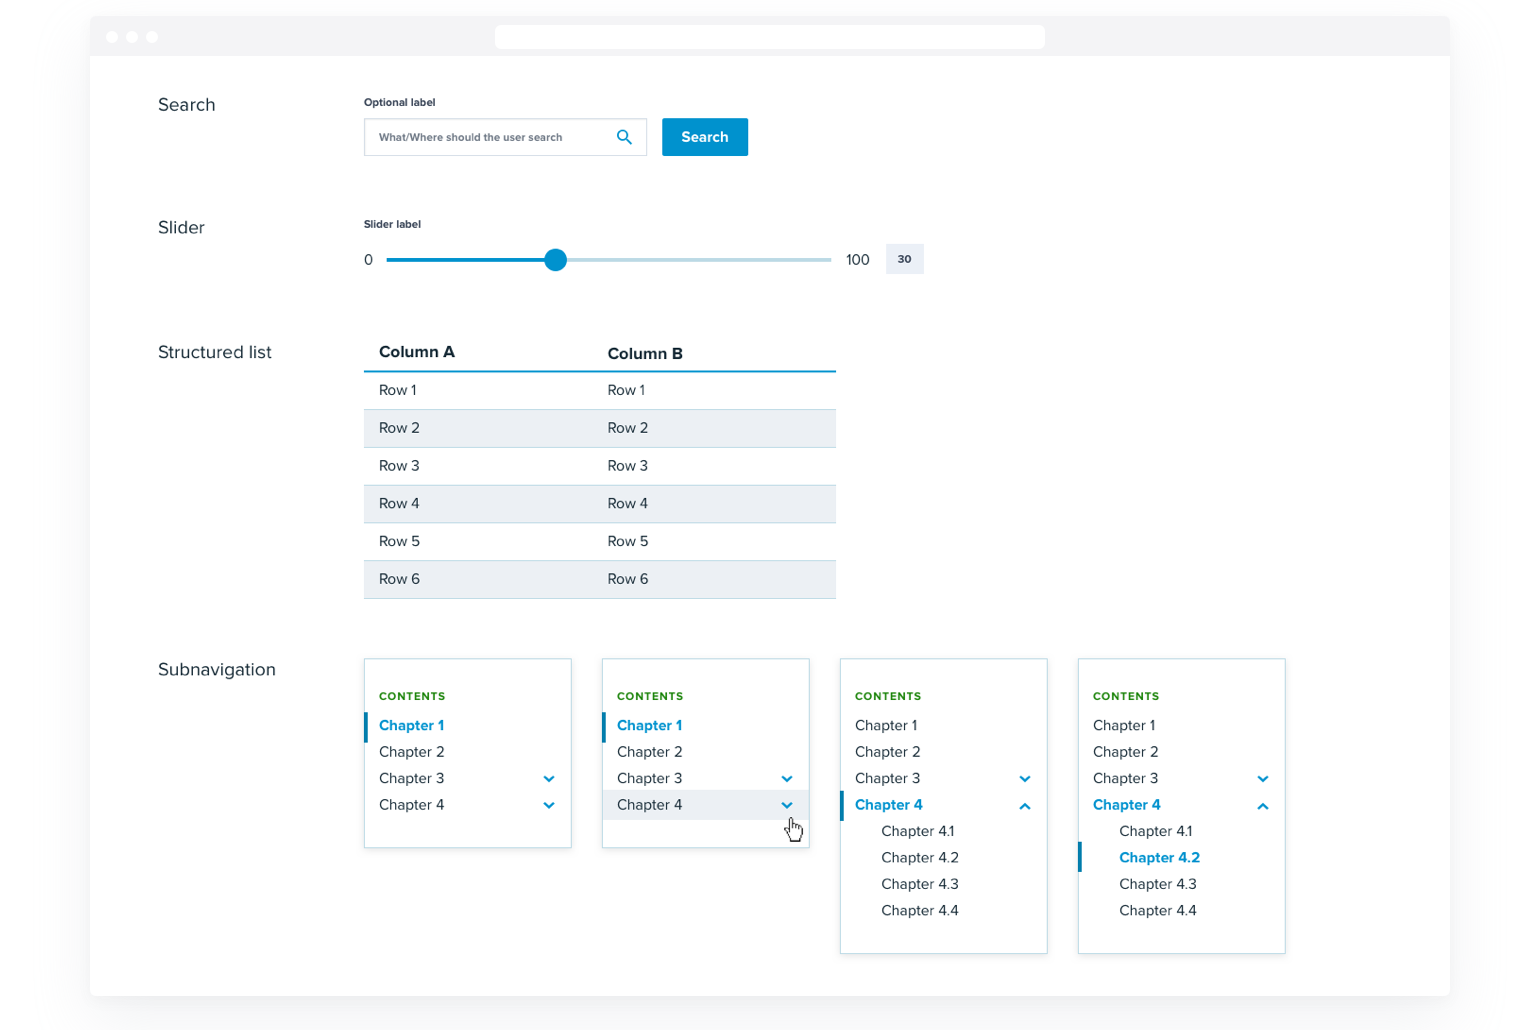 Search
Optional label
What/Where should the user search
Search
Slider
Slider label
0
100
30
Structured list
Column A
Column B
Row 1
Row 1
Row 2
Row 2
Row 3
Row 3
Row 4
Row 4
Row 5
Row 5
Row 6
Row 6
Subnavigation
CONTENTS
Chapter 1
Chapter 2
Chapter 3
Chapter 4
CONTENTS
Chapter 1
Chapter 2
Chapter 3
Chapter 4
CONTENTS
Chapter 1
Chapter 2
Chapter 3
Chapter 4
Chapter 4.1
Chapter 4.2
Chapter 4.3
Chapter 4.4
CONTENTS
Chapter 1
Chapter 2
Chapter 3
Chapter 4
Chapter 4.1
Chapter 4.2
Chapter 4.3
Chapter 4.4